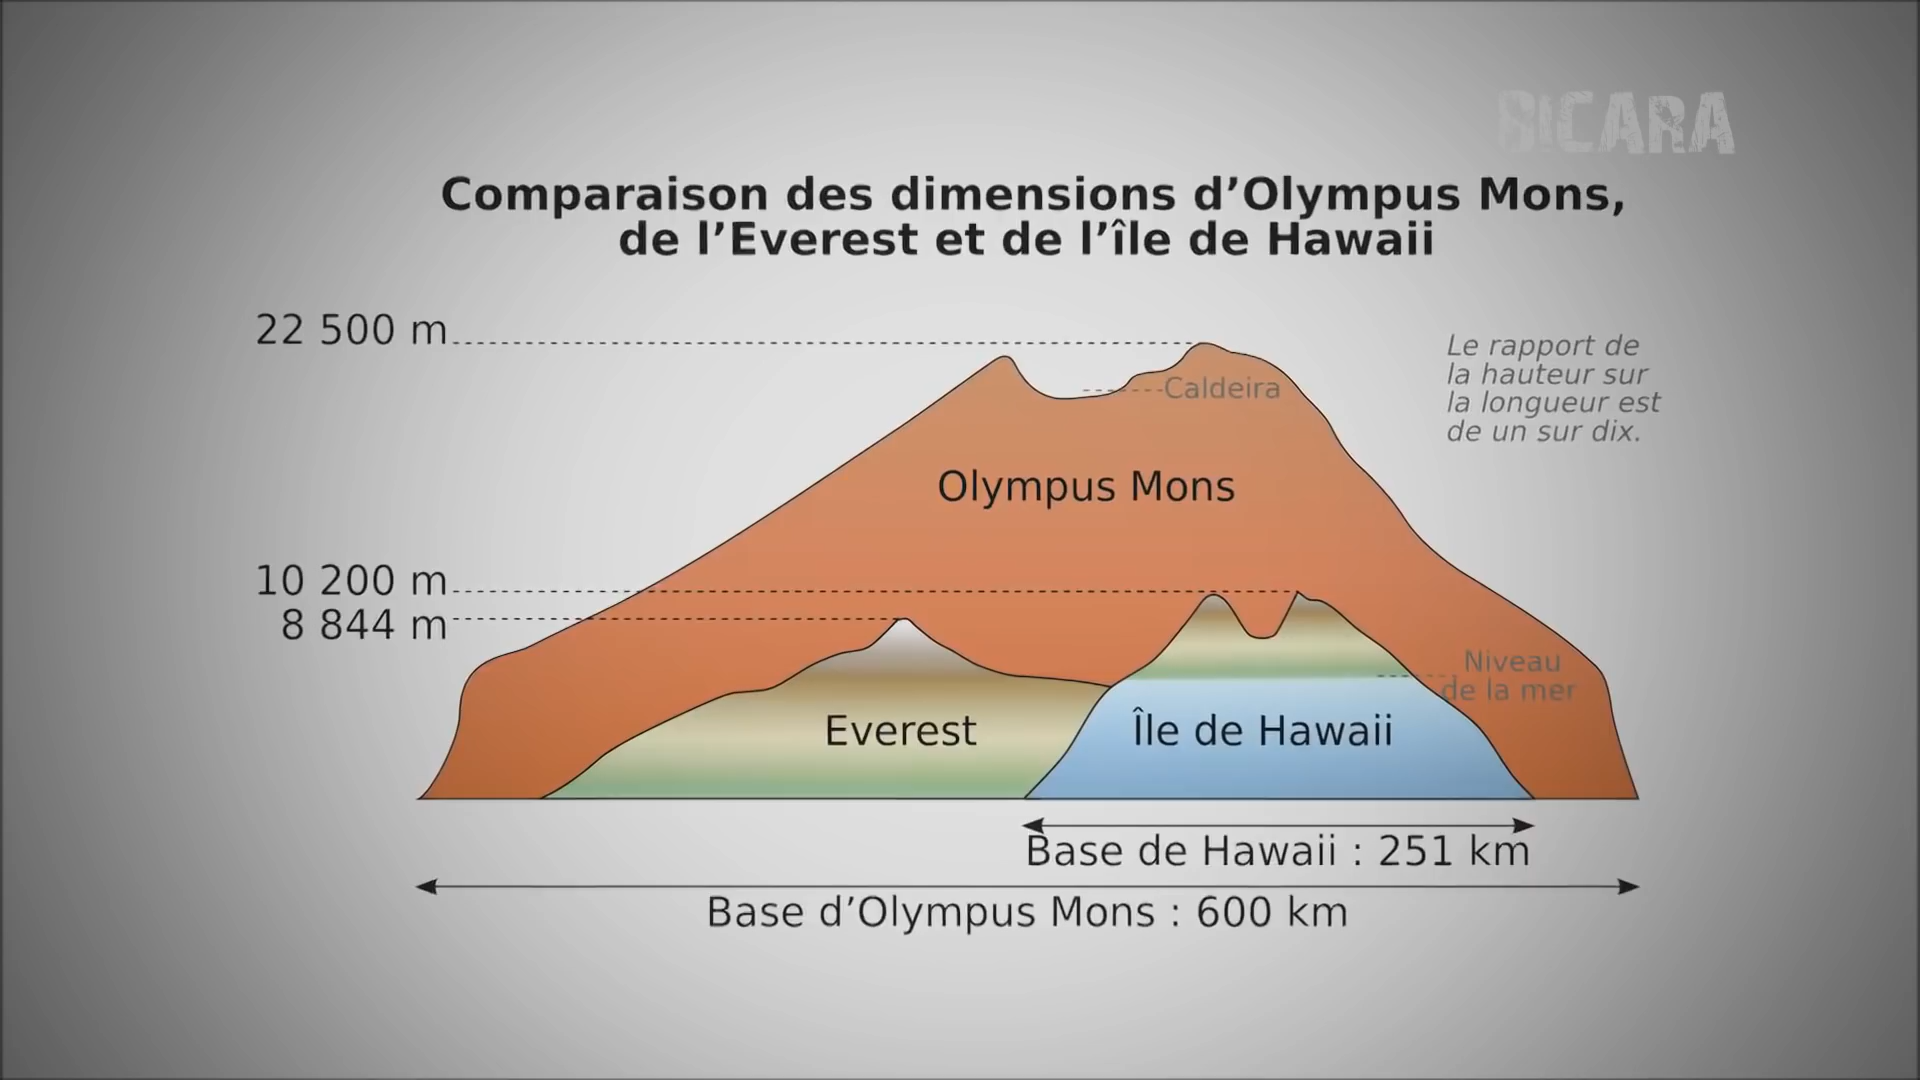 BICARA
Comparaison des dimensions d’Olympus Mons,
de l’Everest et de l’île de Hawaii
22 500 m
Le rapport de
la hauteur sur
la longueur est
de un sur dix.
Caldeira
Olympus Mons
10 200 m
8 844 m
Niveau
de la mer
Everest
Île de Hawaii
Base de Hawaii : 251 km
Base d’Olympus Mons : 600 km